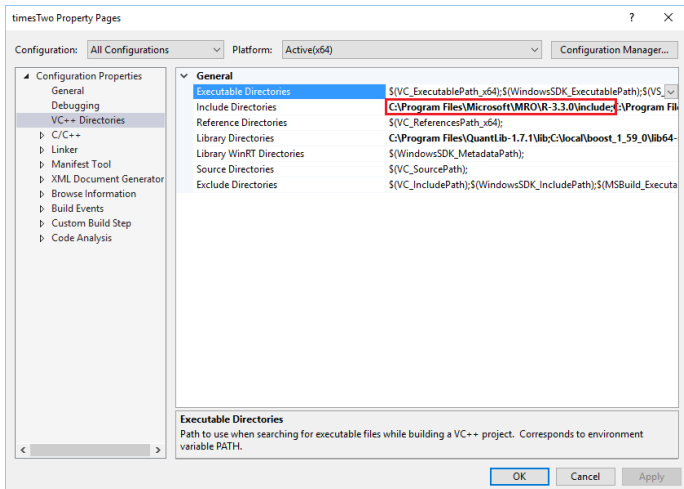 timesTwo Property Pages ? ×
Configuration: All Configurations Platform: Active(x64) Configuration Manager...
Configuration Properties
General
Debugging
VC++ Directories
C/C++
Linker
Manifest Tool
XML Document Generator
Browse Information
Build Events
Custom Build Step
Code Analysis
General
Executable Directories $(VC_ExecutablePath_x64);$(WindowsSDK_ExecutablePath);$(VS_
Include Directories C:\Program Files\Microsoft\MRO\R-3.3.0\include;C:\Program File
Reference Directories $(VC_ReferencesPath_x64);
Library Directories C:\Program Files\QuantLib-1.7.1\lib;C:\local\boost_1_59_0\lib64-
Library WinRT Directories $(WindowsSDK_MetadataPath);
Source Directories $(VC_SourcePath);
Exclude Directories $(VC_IncludePath);$(WindowsSDK_IncludePath);$(MSBuild_Executa
Executable Directories
Path to use when searching for executable files while building a VC++ project. Corresponds to environment
variable PATH.
OK Cancel Apply